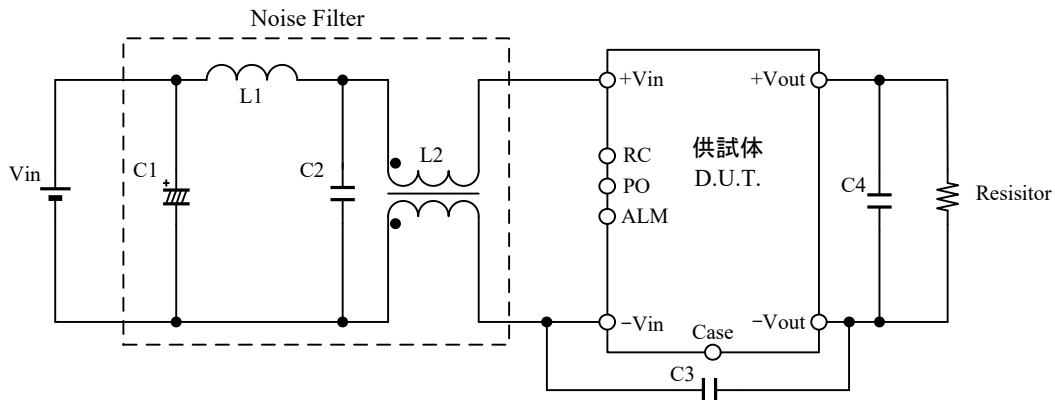 Noise Filter
L1
+Vin
+Vout
Vin
C1
+
C2
L2
RC
PO
ALM
供試体
D.U.T.
C4
Resisitor
−Vin
−Vout
Case
C3